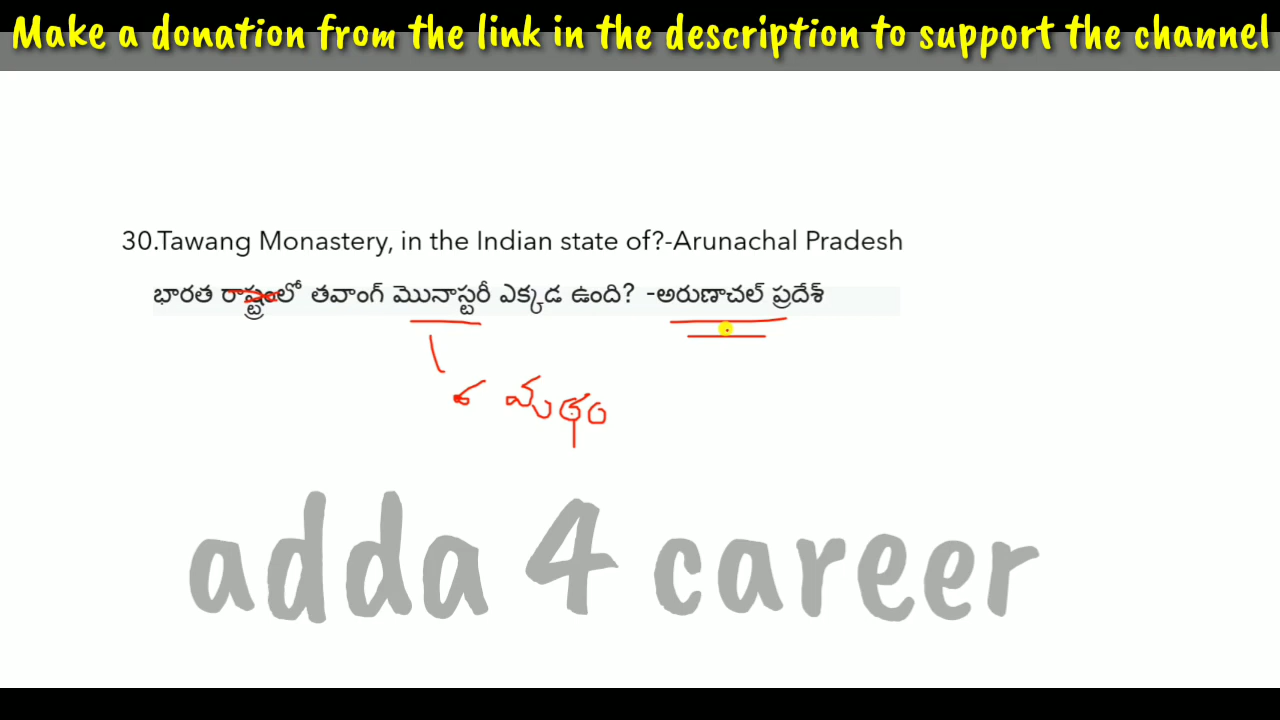 Make a donation from the link in the description to support the channel
30.Tawang Monastery, in the Indian state of?-Arunachal Pradesh
భారత రాష్ట్రంలో తవాంగ్ మొనాస్టరీ ఎక్కడ ఉంది? -అరుణాచల్ ప్రదేశ్
మఠం
adda 4 career